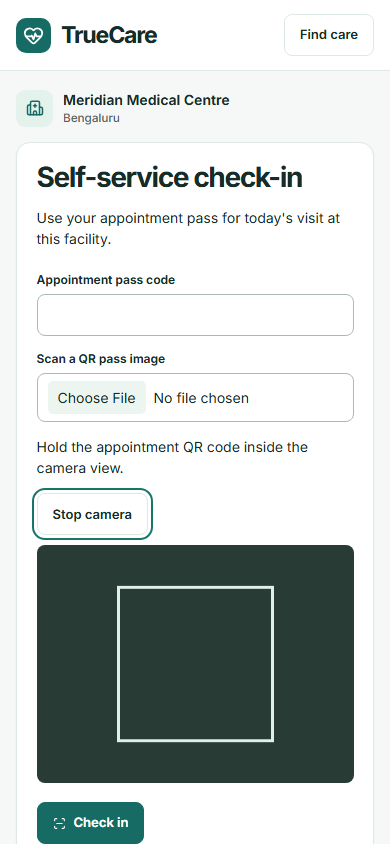 TrueCare
Find care
Meridian Medical Centre
Bengaluru
Self-service check-in
Use your appointment pass for today's visit at
this facility.
Appointment pass code
Scan a QR pass image
Choose File No file chosen
Hold the appointment QR code inside the
camera view.
Stop camera
Check in